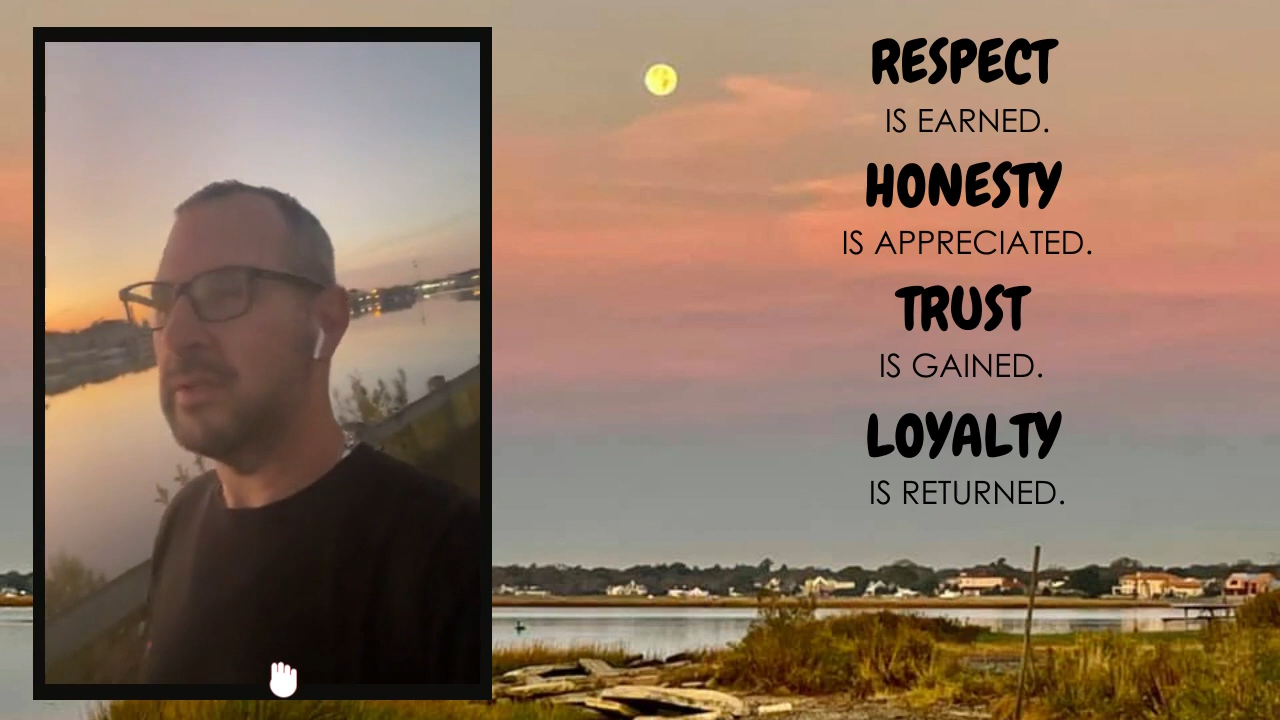 RESPECT
IS EARNED.
HONESTY
IS APPRECIATED.
TRUST
IS GAINED.
LOYALTY
IS RETURNED.